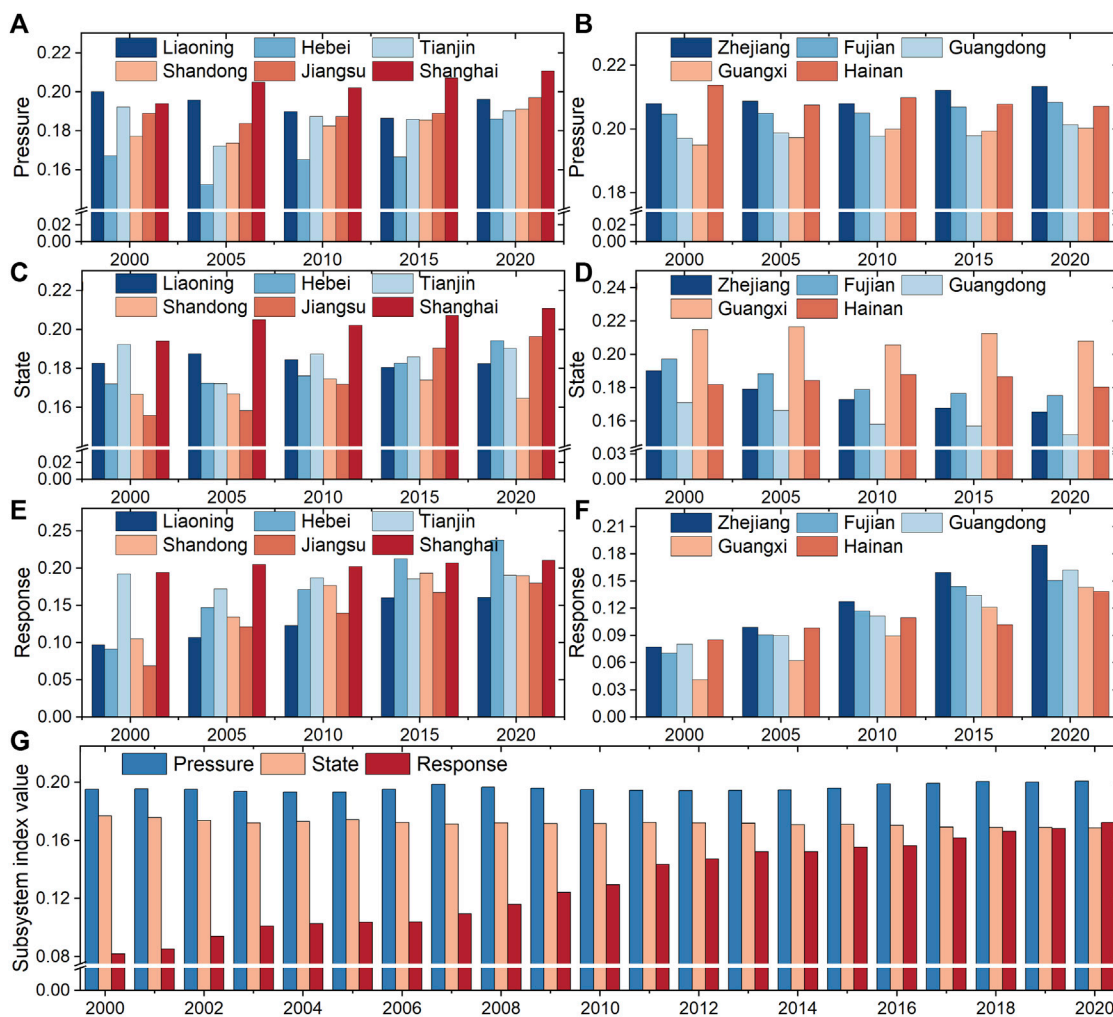 A
Liaoning Hebei Tianjin
Shandong Jiangsu Shanghai
Pressure
0.22
0.20
0.18
0.16
0.02
0.00
2000 2005 2010 2015 2020
B
Zhejiang Fujian Guangdong
Guangxi Hainan
Pressure
0.22
0.20
0.18
0.02
0.00
2000 2005 2010 2015 2020
C
Liaoning Hebei Tianjin
Shandong Jiangsu Shanghai
State
0.22
0.20
0.18
0.16
0.02
0.00
2000 2005 2010 2015 2020
D
Zhejiang Fujian Guangdong
Guangxi Hainan
State
0.24
0.22
0.20
0.18
0.16
0.03
0.00
2000 2005 2010 2015 2020
E
Liaoning Hebei Tianjin
Shandong Jiangsu Shanghai
Response
0.25
0.20
0.15
0.10
0.05
0.00
2000 2005 2010 2015 2020
F
Zhejiang Fujian Guangdong
Guangxi Hainan
Response
0.21
0.18
0.15
0.12
0.09
0.06
0.03
0.00
2000 2005 2010 2015 2020
G
Pressure State Response
Subsystem index value
0.20
0.16
0.12
0.08
0.00
2000 2002 2004 2006 2008 2010 2012 2014 2016 2018 2020